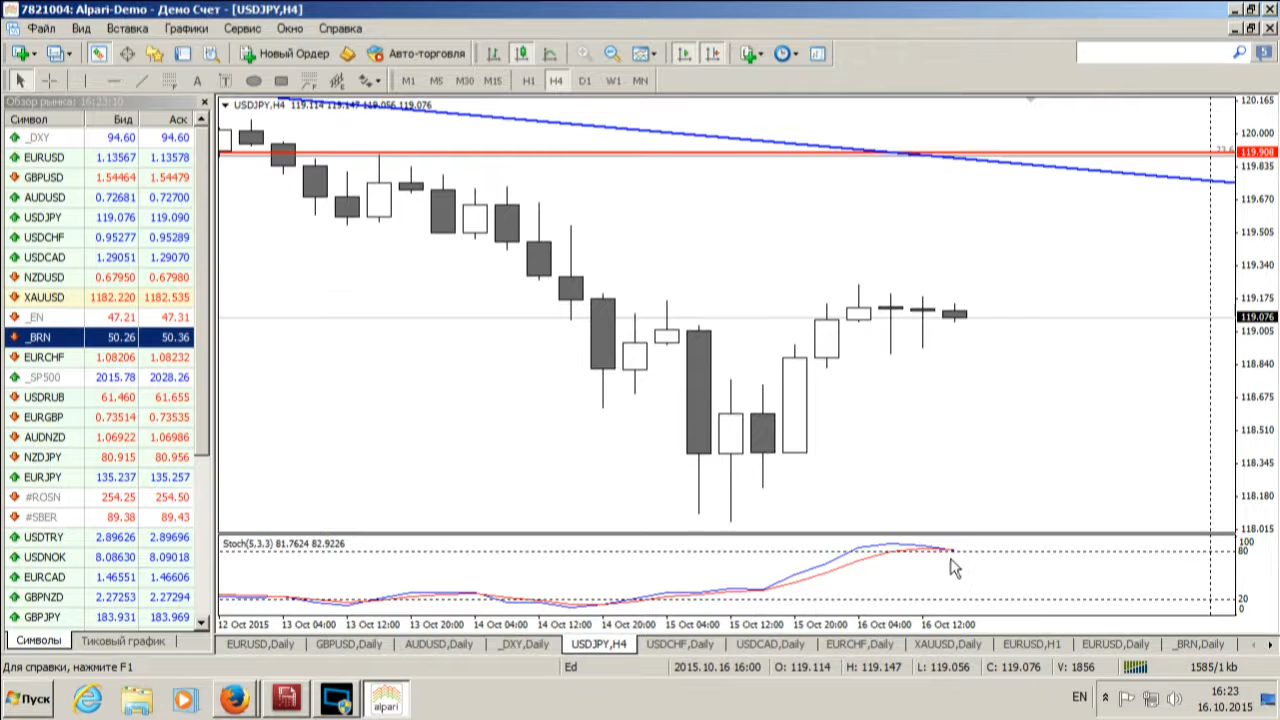 7821004: Alpari-Demo - Демо Счет - [USDJPY,H4]
Файл Вид Вставка Графики Сервис Окно Справка
Новый Ордер Авто-торговля 5
A T M1 M5 M30 M15 H1 H4 D1 W1 MN
Обзор рынка: 16:23:10
Символ Бид Аск
_DXY 94.60 94.60
EURUSD 1.13567 1.13578
GBPUSD 1.54464 1.54479
AUDUSD 0.72681 0.72700
USDJPY 119.076 119.090
USDCHF 0.95277 0.95289
USDCAD 1.29051 1.29070
NZDUSD 0.67950 0.67980
XAUUSD 1182.220 1182.535
_EN 47.21 47.31
_BRN 50.26 50.36
EURCHF 1.08206 1.08232
_SP500 2015.78 2028.26
USDRUB 61.460 61.655
EURGBP 0.73514 0.73535
AUDNZD 1.06922 1.06986
NZDJPY 80.915 80.956
EURJPY 135.237 135.257
#ROSN 254.25 254.50
#SBER 89.38 89.43
USDTRY 2.89626 2.89696
USDNOK 8.08630 8.09018
EURCAD 1.46551 1.46606
GBPNZD 2.27253 2.27294
GBPJPY 183.931 183.969
Символы Тиковый график
USDJPY,H4 119.114 119.147 119.056 119.076
23.6
120.165
120.000
119.908
119.835
119.670
119.505
119.340
119.175
119.076
119.005
118.840
118.675
118.510
118.345
118.180
118.015
Stoch(5,3,3) 81.7624 82.9226
100
80
20
0
12 Oct 2015 13 Oct 04:00 13 Oct 12:00 13 Oct 20:00 14 Oct 04:00 14 Oct 12:00 14 Oct 20:00 15 Oct 04:00 15 Oct 12:00 15 Oct 20:00 16 Oct 04:00 16 Oct 12:00
EURUSD,Daily GBPUSD,Daily AUDUSD,Daily _DXY,Daily USDJPY,H4 USDCHF,Daily USDCAD,Daily EURCHF,Daily XAUUSD,Daily EURUSD,H1 EURUSD,Daily _BRN,Daily
Для справки, нажмите F1 Ed 2015.10.16 16:00 O: 119.114 H: 119.147 L: 119.056 C: 119.076 V: 1856 1585/1 kb
Пуск alpari EN 16:23
16.10.2015